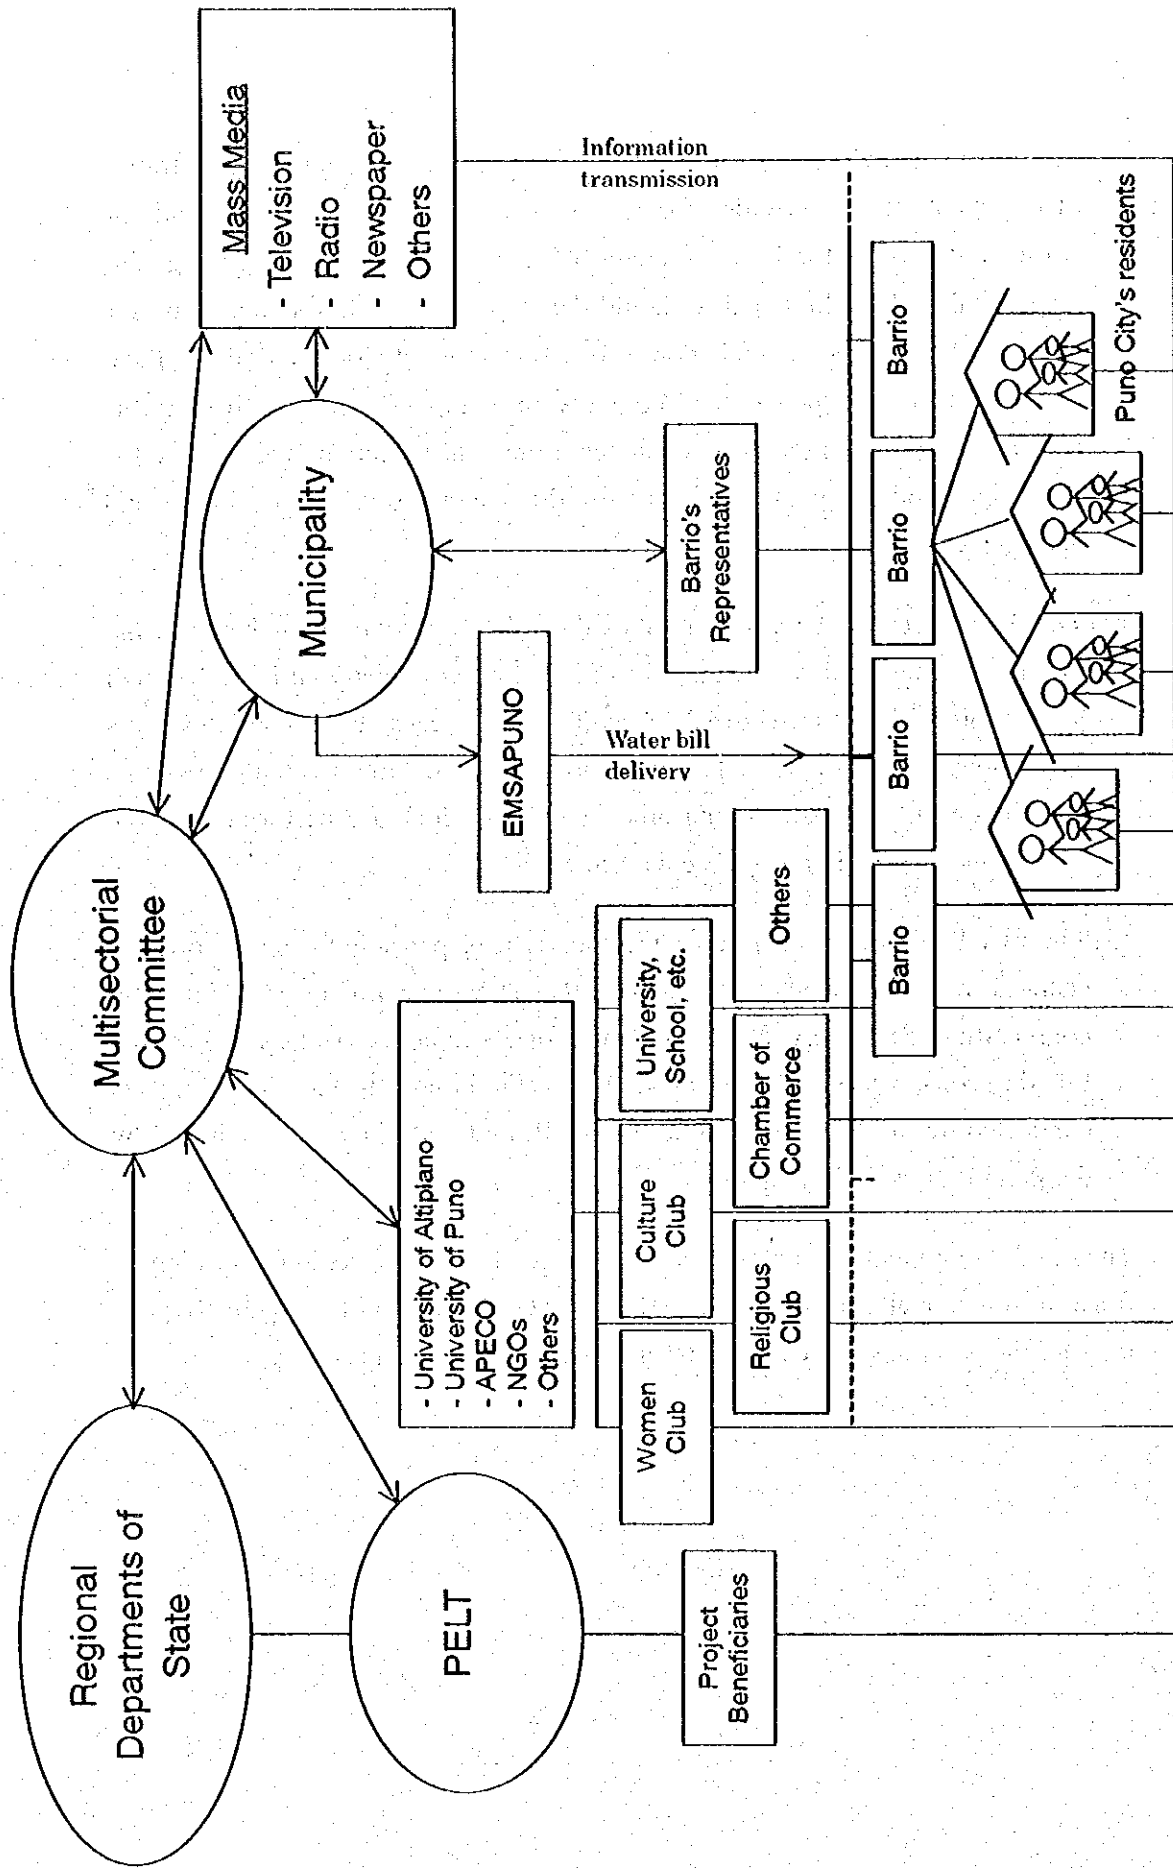 Regional
Departments of
State
Multisectorial
Committee
PELT
Municipality
Mass Media
- Television
- Radio
- Newspaper
- Others
- University of Altiplano
- University of Puno
- APECO
- NGOs
- Others
EMSAPUNO
Project
Beneficiaries
Women
Club
Culture
Club
University,
School, etc.
Religious
Club
Chamber of
Commerce
Others
Water bill
delivery
Barrio's
Representatives
Information
transmission
Barrio
Barrio
Barrio
Barrio
Puno City's residents